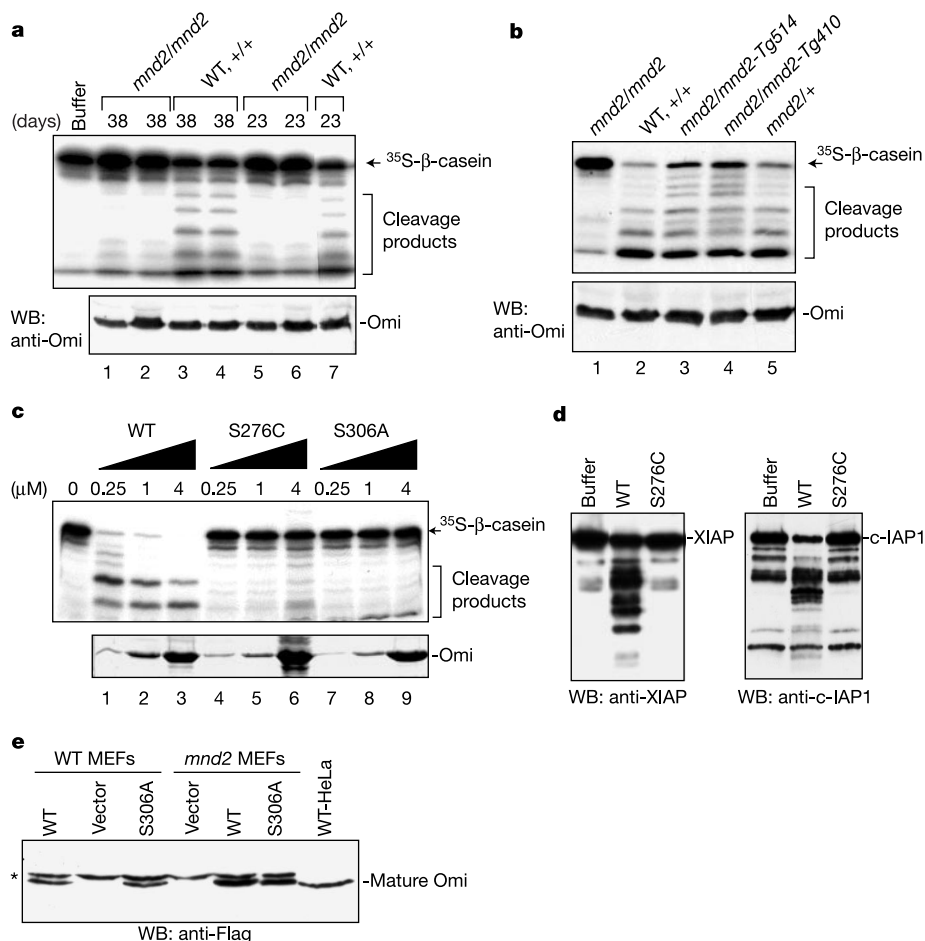 a
Buffer
mnd2/mnd2
WT, +/+
mnd2/mnd2
WT, +/+
(days) 38 38 38 38 23 23 23
35S-β-casein
Cleavage products
WB: anti-Omi
Omi
1 2 3 4 5 6 7
b
mnd2/mnd2
WT, +/+
mnd2/mnd2-Tg514
mnd2/mnd2-Tg410
mnd2/+
35S-β-casein
Cleavage products
WB: anti-Omi
Omi
1 2 3 4 5
c
WT S276C S306A
(μM) 0 0.25 1 4 0.25 1 4 0.25 1 4
35S-β-casein
Cleavage products
Omi
1 2 3 4 5 6 7 8 9
d
Buffer WT S276C
XIAP
WB: anti-XIAP
Buffer WT S276C
c-IAP1
WB: anti-c-IAP1
e
WT MEFs mnd2 MEFs
WT Vector S306A Vector WT S306A WT-HeLa
*
Mature Omi
WB: anti-Flag